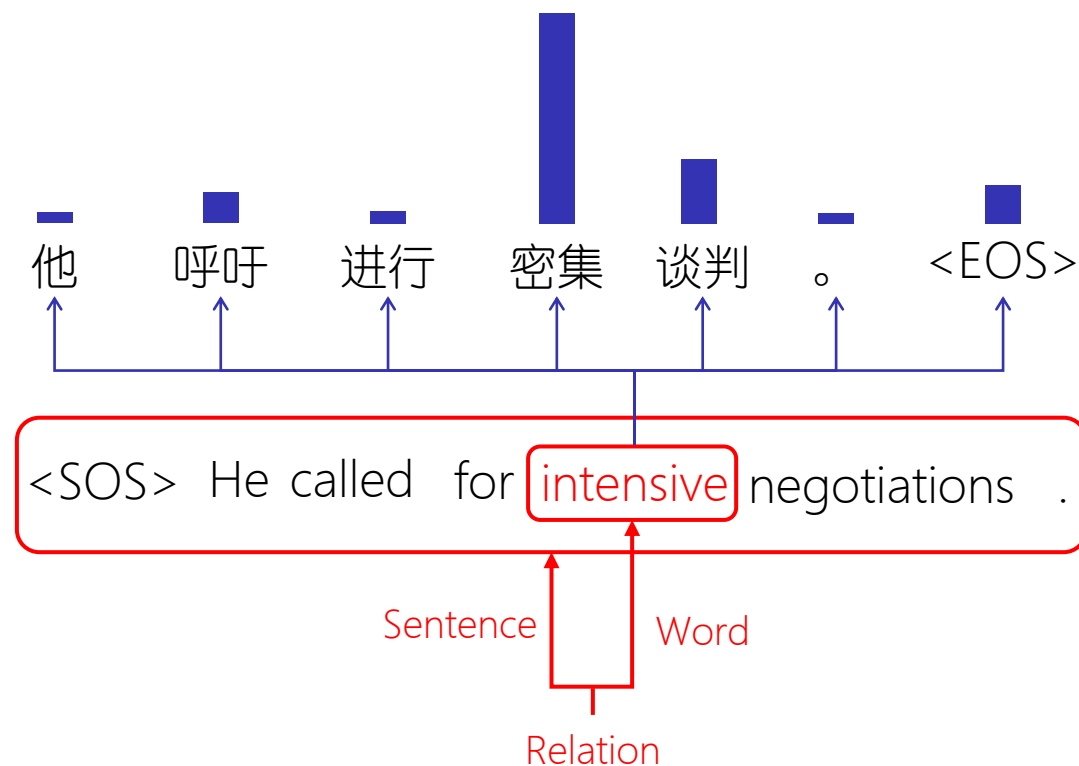 他 呼吁 进行 密集 谈判 。 <EOS>
<SOS> He called for intensive negotiations .
Sentence Word
Relation